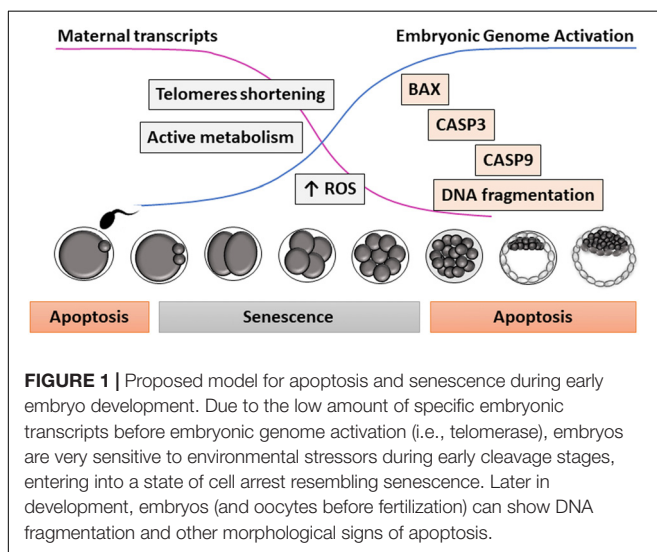 Maternal transcripts
Embryonic Genome Activation
Telomeres shortening
BAX
Active metabolism
CASP3
CASP9
↑ ROS
DNA fragmentation
Apoptosis
Senescence
Apoptosis
FIGURE 1 | Proposed model for apoptosis and senescence during early
embryo development. Due to the low amount of specific embryonic
transcripts before embryonic genome activation (i.e., telomerase), embryos
are very sensitive to environmental stressors during early cleavage stages,
entering into a state of cell arrest resembling senescence. Later in
development, embryos (and oocytes before fertilization) can show DNA
fragmentation and other morphological signs of apoptosis.